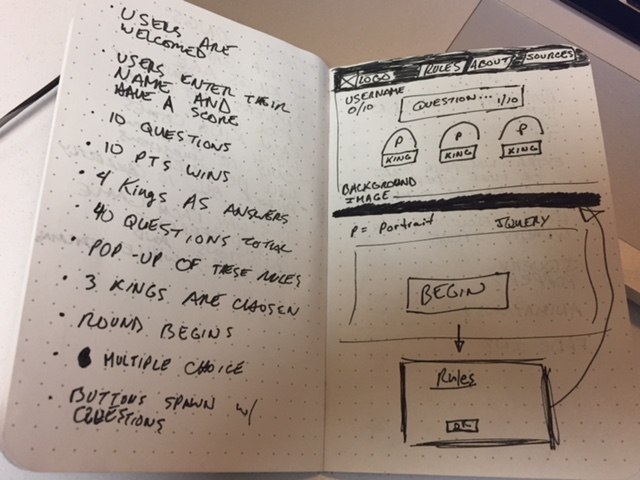 • USERS ARE
WELCOMED
• USERS ENTER THEIR
NAME AND
HAVE A SCORE
• 10 QUESTIONS
• 10 PTS WINS
• 4 KINGS AS ANSWERS
• 40 QUESTIONS TOTAL
• POP-UP OF THESE RULES
• 3 KINGS ARE CHOSEN
• ROUND BEGINS
• MULTIPLE CHOICE
• BUTTONS SPAWN W/
QUESTIONS
LOGO RULES ABOUT SOURCES
USERNAME
0/10
QUESTION... 1/10
P P P
KING KING KING
BACKGROUND
IMAGE
P = Portrait JQUERY
BEGIN
Rules
OK